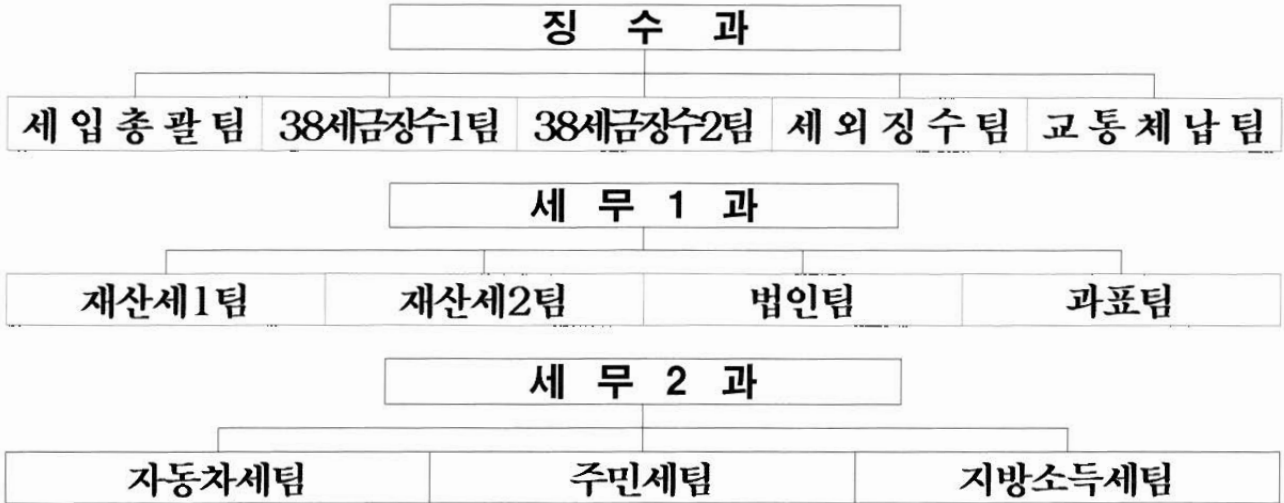 징 수 과
세 입 총 괄 팀 38세금징수1팀 38세금징수2팀 세 외 징 수 팀 교 통 체 납 팀
세 무 1 과
재산세1팀 재산세2팀 법인팀 과표팀
세 무 2 과
자동차세팀 주민세팀 지방소득세팀